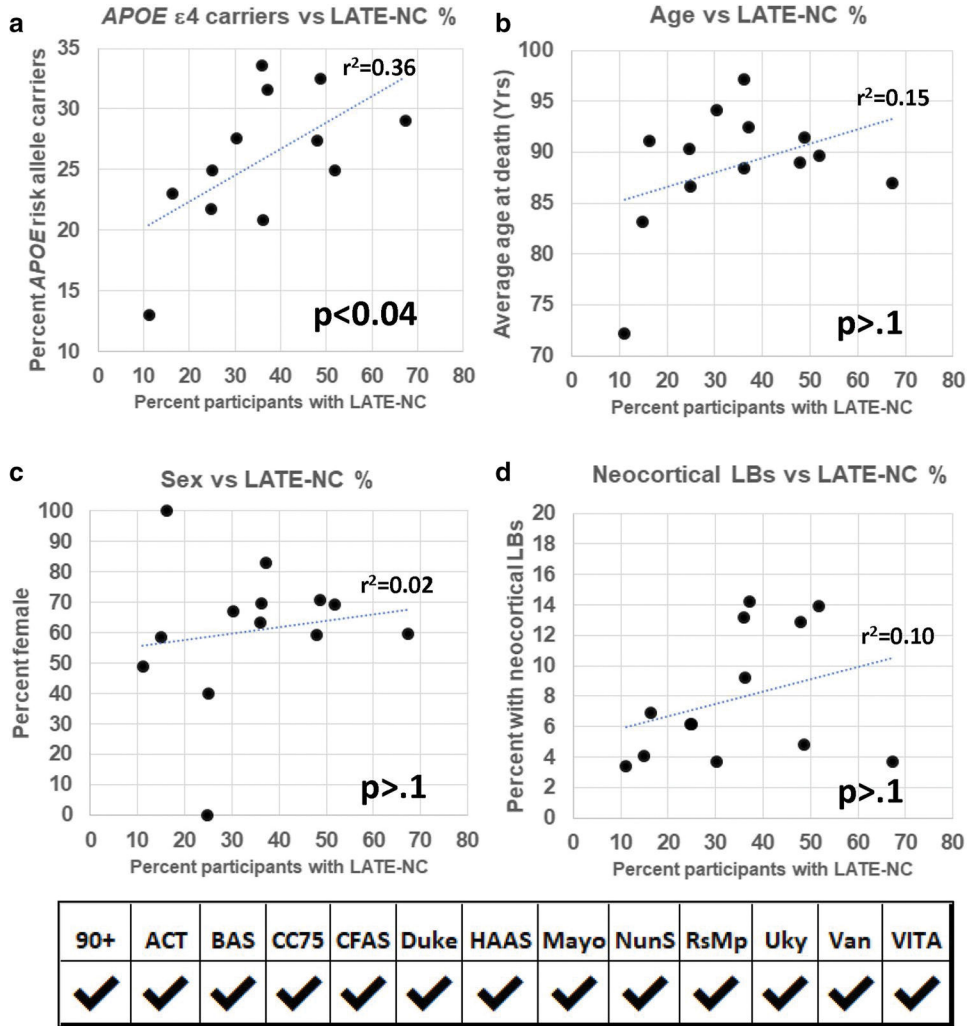 a
APOE ε4 carriers vs LATE-NC %
Percent APOE risk allele carriers
35
30
25
20
15
10
r²=0.36
p<0.04
0 10 20 30 40 50 60 70 80
Percent participants with LATE-NC
b
Age vs LATE-NC %
Average age at death (Yrs)
100
95
90
85
80
75
70
r²=0.15
p>.1
0 10 20 30 40 50 60 70 80
Percent participants with LATE-NC
c
Sex vs LATE-NC %
Percent female
100
90
80
70
60
50
40
30
20
10
0
r²=0.02
p>.1
0 10 20 30 40 50 60 70 80
Percent participants with LATE-NC
d
Neocortical LBs vs LATE-NC %
Percent with neocortical LBs
20
18
16
14
12
10
8
6
4
2
0
r²=0.10
p>.1
0 10 20 30 40 50 60 70 80
Percent participants with LATE-NC
90+ ACT BAS CC75 CFAS Duke HAAS Mayo NunS RsMp Uky Van VITA